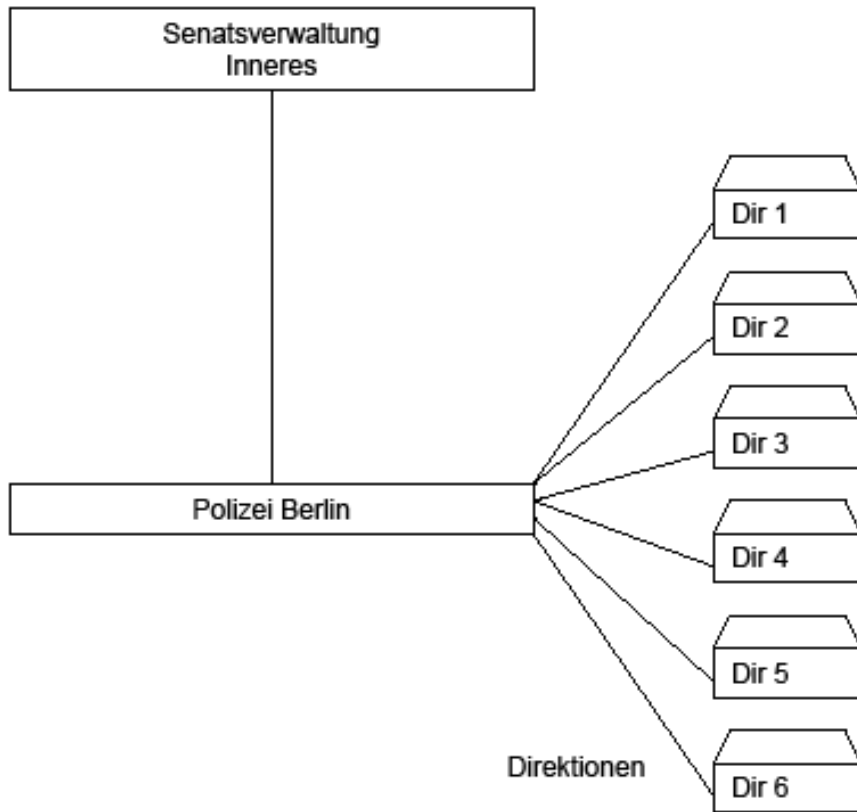 Senatsverwaltung
Inneres
Dir 1
Dir 2
Dir 3
Polizei Berlin
Dir 4
Dir 5
Direktionen
Dir 6